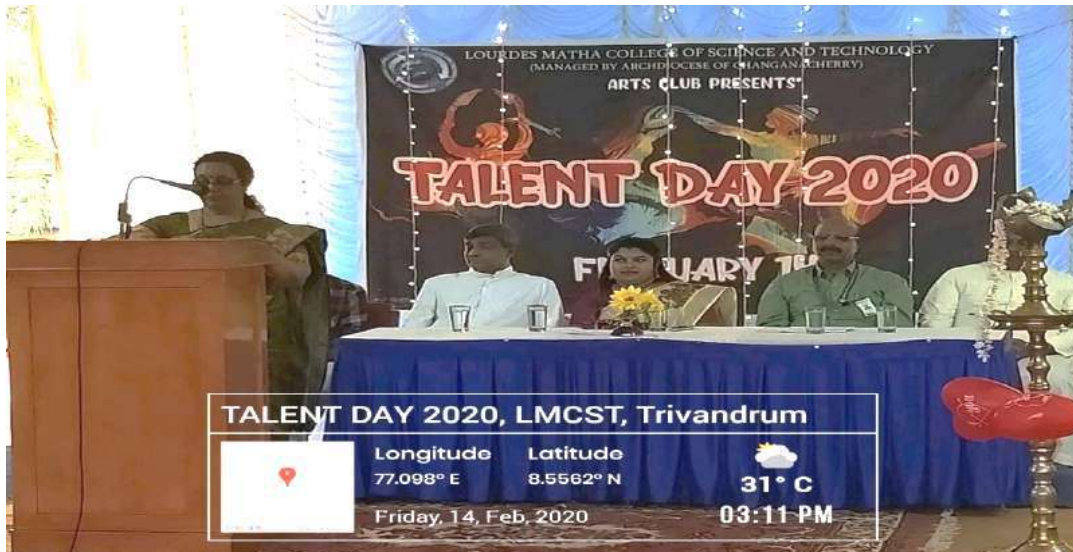 LOURDES MATHA COLLEGE OF SCIENCE AND TECHNOLOGY
(MANAGED BY ARCHDIOCESE OF CHANGANACHERRY)
ARTS CLUB PRESENTS
TALENT DAY 2020
TALENT DAY 2020, LMCST, Trivandrum
Longitude Latitude
77.098° E 8.5562° N
31° C
Friday, 14, Feb, 2020
03:11 PM